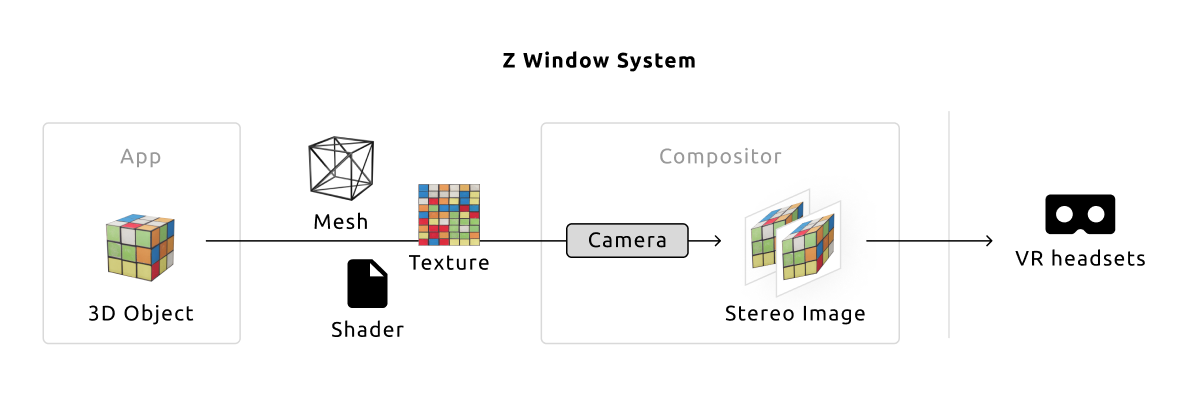 Z Window System
App
Compositor
Mesh
Texture
Camera
Shader
3D Object
Stereo Image
VR headsets